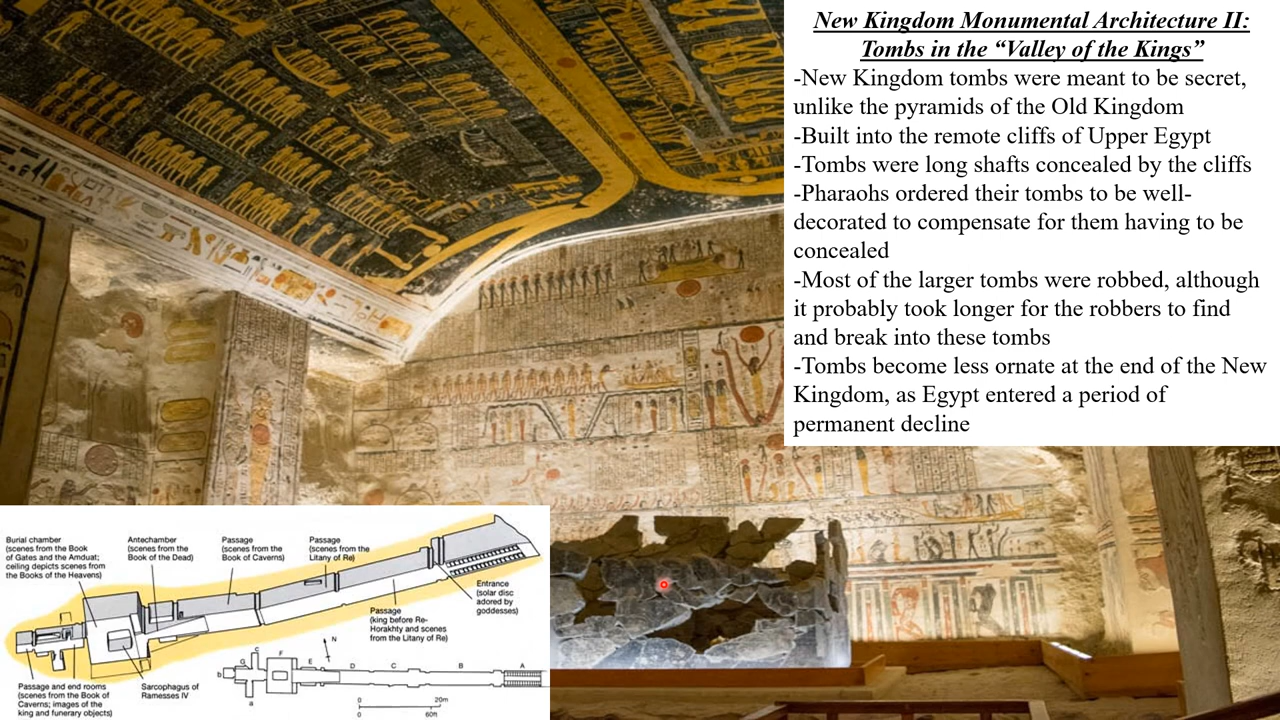 New Kingdom Monumental Architecture II:
Tombs in the “Valley of the Kings”
-New Kingdom tombs were meant to be secret,
unlike the pyramids of the Old Kingdom
-Built into the remote cliffs of Upper Egypt
-Tombs were long shafts concealed by the cliffs
-Pharaohs ordered their tombs to be well-
decorated to compensate for them having to be
concealed
-Most of the larger tombs were robbed, although
it probably took longer for the robbers to find
and break into these tombs
-Tombs become less ornate at the end of the New
Kingdom, as Egypt entered a period of
permanent decline
Burial chamber
(scenes from the Book
of Gates and the Amduat;
ceiling depicts scenes from
the Books of the Heavens)
Antechamber
(scenes from the
Book of the Dead)
Passage
(scenes from the
Book of Caverns)
Passage
(scenes from the
Litany of Re)
Entrance
(solar disc
adored by
goddesses)
Passage
(king before Re-
Horakhty and scenes
from the Litany of Re)
Passage and end rooms
(scenes from the Book of
Caverns; images of the
king and funerary objects)
Sarcophagus of
Ramesses IV
N
c
G F E D C B A
b
a
0 20m
0 60ft